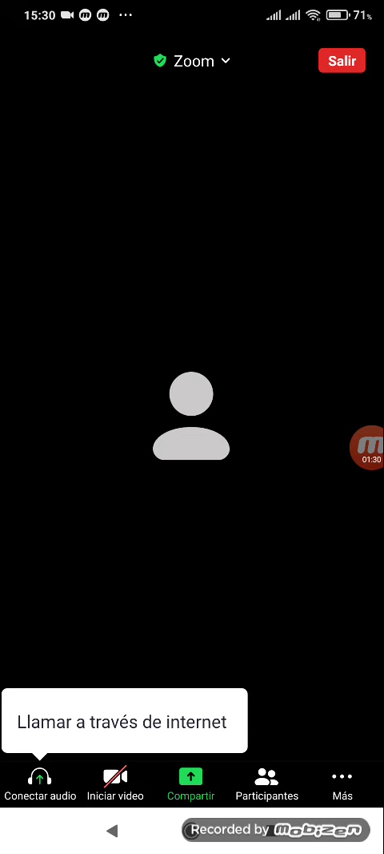 15:30
71%
Zoom
Salir
01:30
Llamar a través de internet
Conectar audio
Iniciar video
Compartir
Participantes
Más
Recorded by mobizen